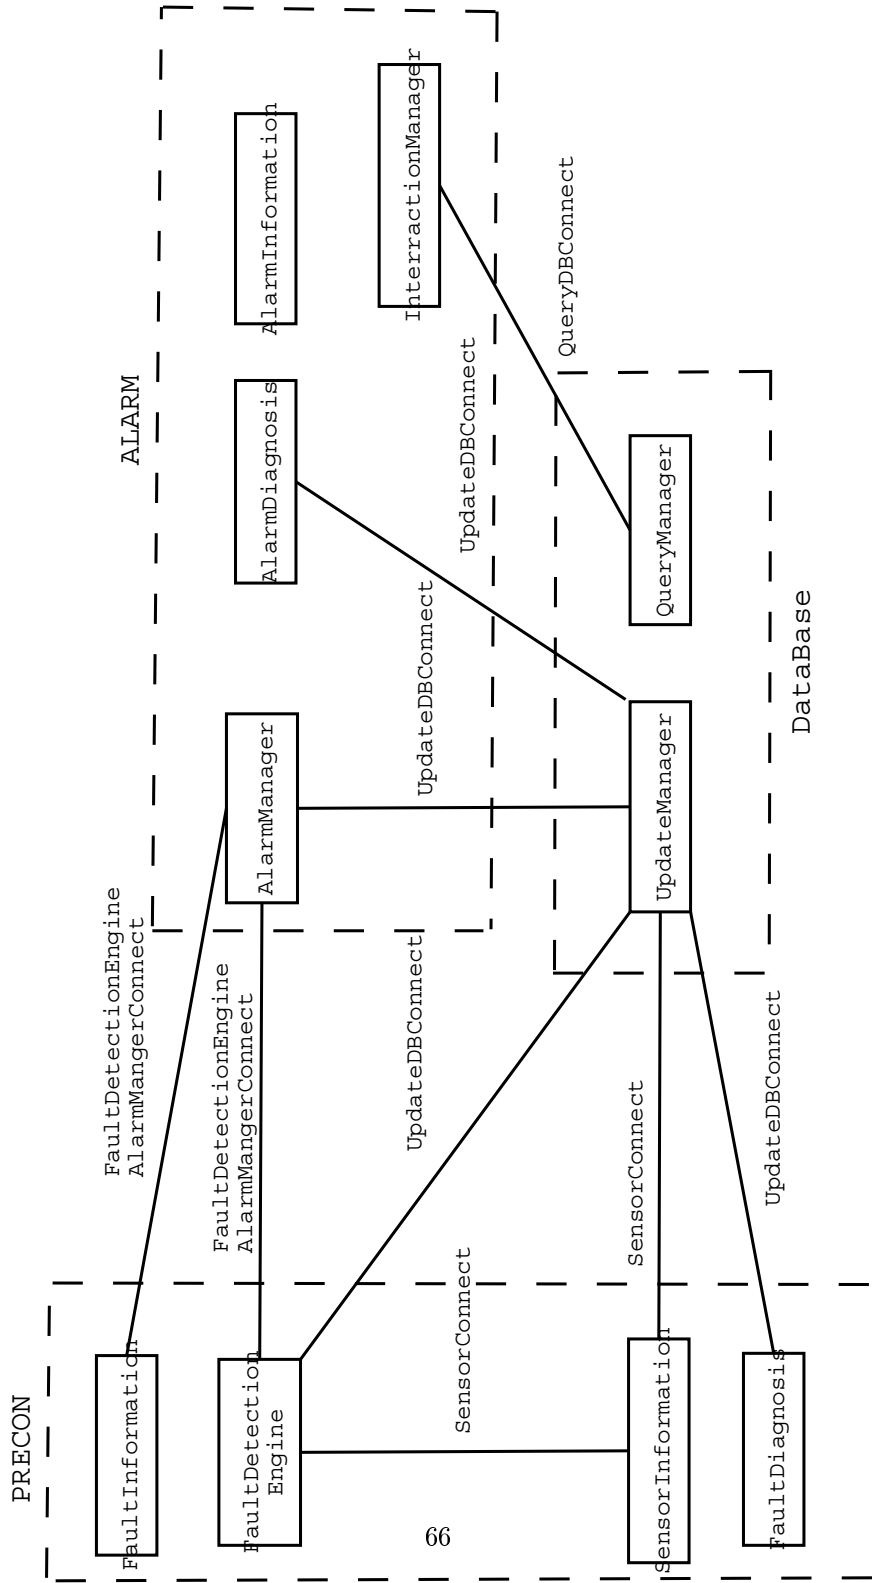 PRECON
FaultInformation
FaultDetection
Engine
SensorInformation
FaultDiagnosis
FaultDetectionEngine
AlarmMangerConnect
FaultDetectionEngine
AlarmMangerConnect
UpdateDBConnect
SensorConnect
SensorConnect
UpdateDBConnect
ALARM
AlarmManager
AlarmDiagnosis
AlarmInformation
InterractionManager
UpdateDBConnect
UpdateDBConnect
QueryDBConnect
UpdateManager
QueryManager
DataBase
66